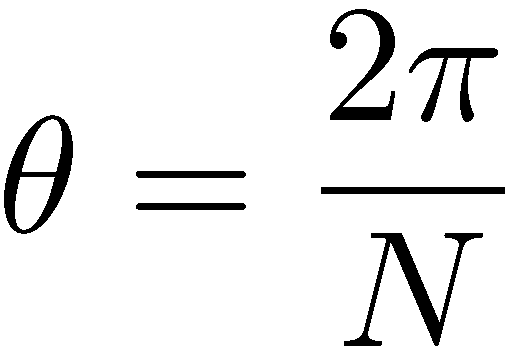 θ = 2π / N